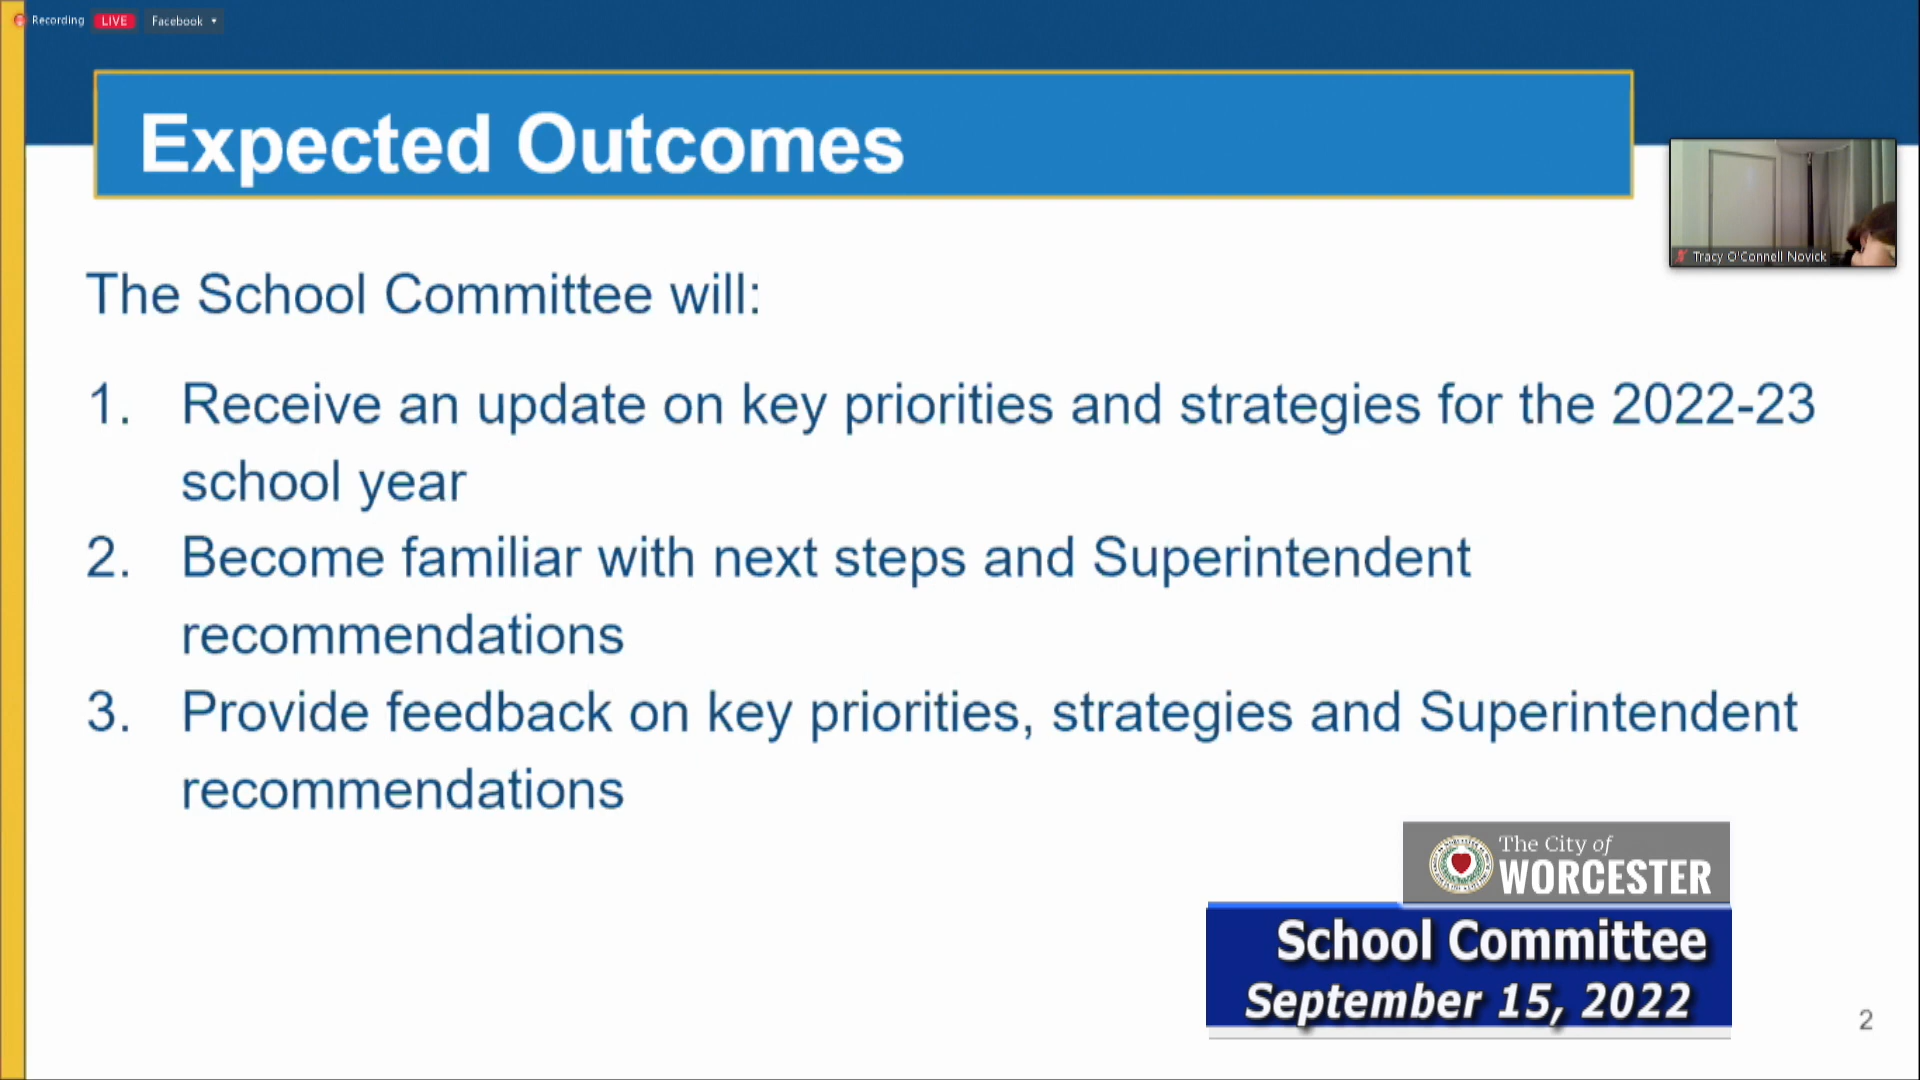 Recording LIVE Facebook
Expected Outcomes
Tracy O'Connell Novick
The School Committee will:
1. Receive an update on key priorities and strategies for the 2022-23
school year
2. Become familiar with next steps and Superintendent
recommendations
3. Provide feedback on key priorities, strategies and Superintendent
recommendations
The City of
WORCESTER
School Committee
September 15, 2022
2